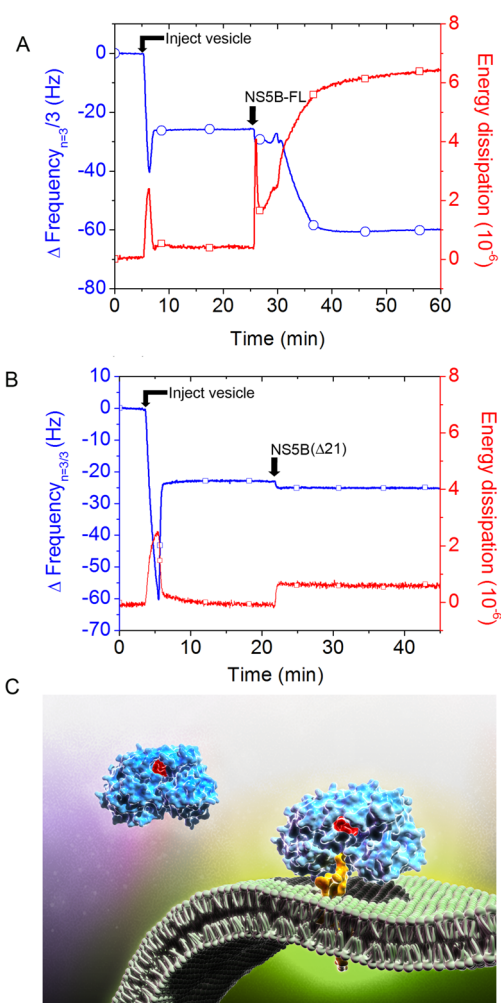 A
Inject vesicle
NS5B-FL
0
-20
-40
-60
-80
Δ Frequency n=3/3 (Hz)
8
6
4
2
0
Energy dissipation (10-6)
0 10 20 30 40 50 60
Time (min)
B
Inject vesicle
NS5B(Δ21)
10
0
-10
-20
-30
-40
-50
-60
-70
Δ Frequency n=3/3 (Hz)
8
6
4
2
0
Energy dissipation (10-6)
0 10 20 30 40
Time (min)
C